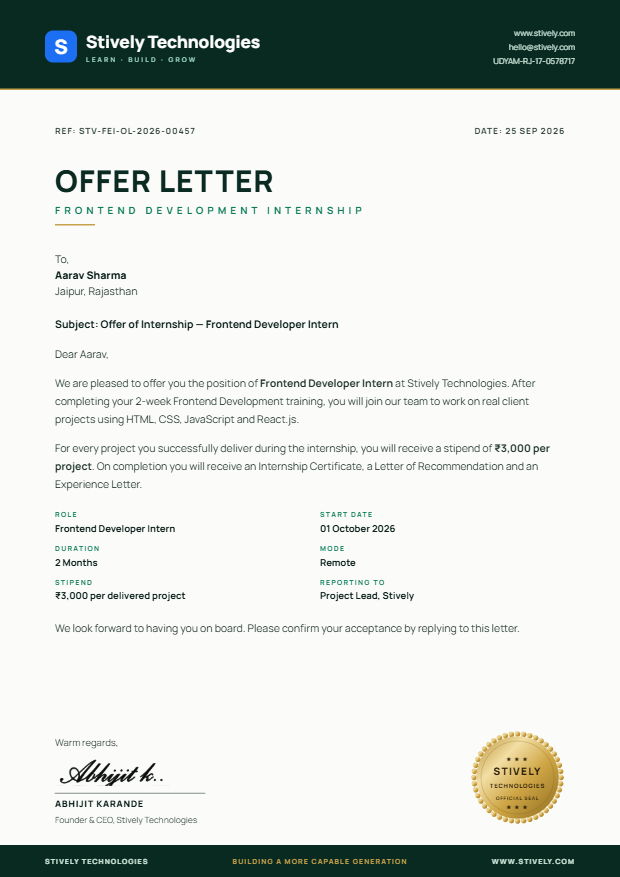 S
Stively Technologies
LEARN · BUILD · GROW
www.stively.com
hello@stively.com
UDYAM-RJ-17-0578717
REF: STV-FEI-OL-2026-00457
DATE: 25 SEP 2026
OFFER LETTER
FRONTEND DEVELOPMENT INTERNSHIP
To,
Aarav Sharma
Jaipur, Rajasthan
Subject: Offer of Internship — Frontend Developer Intern
Dear Aarav,
We are pleased to offer you the position of Frontend Developer Intern at Stively Technologies. After
completing your 2-week Frontend Development training, you will join our team to work on real client
projects using HTML, CSS, JavaScript and React.js.
For every project you successfully deliver during the internship, you will receive a stipend of ₹3,000 per
project. On completion you will receive an Internship Certificate, a Letter of Recommendation and an
Experience Letter.
ROLE
Frontend Developer Intern
START DATE
01 October 2026
DURATION
2 Months
MODE
Remote
STIPEND
₹3,000 per delivered project
REPORTING TO
Project Lead, Stively
We look forward to having you on board. Please confirm your acceptance by replying to this letter.
Warm regards,
Abhijit k..
ABHIJIT KARANDE
Founder & CEO, Stively Technologies
★ ★ ★
STIVELY
TECHNOLOGIES
OFFICIAL SEAL
★ ★ ★
STIVELY TECHNOLOGIES
BUILDING A MORE CAPABLE GENERATION
WWW.STIVELY.COM